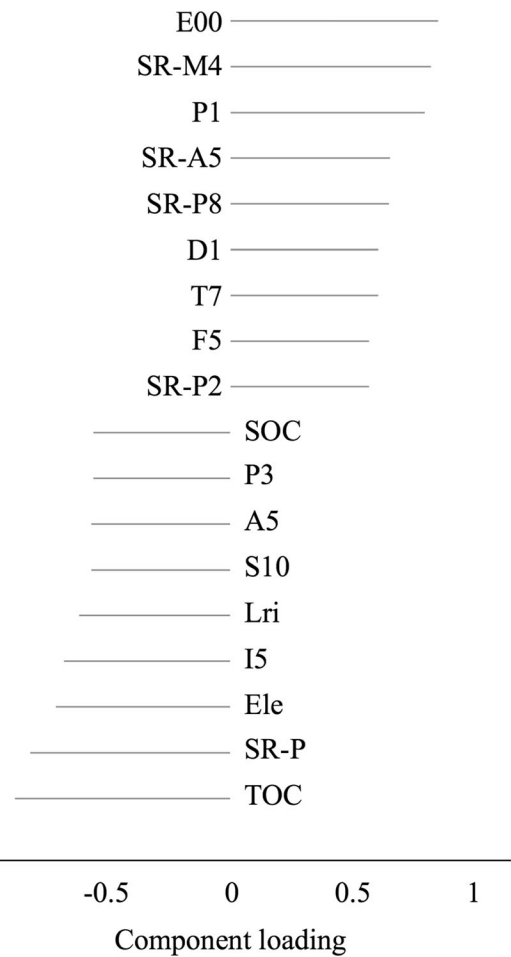 E00
SR-M4
P1
SR-A5
SR-P8
D1
T7
F5
SR-P2
SOC
P3
A5
S10
Lri
I5
Ele
SR-P
TOC
-0.5 0 0.5 1
Component loading